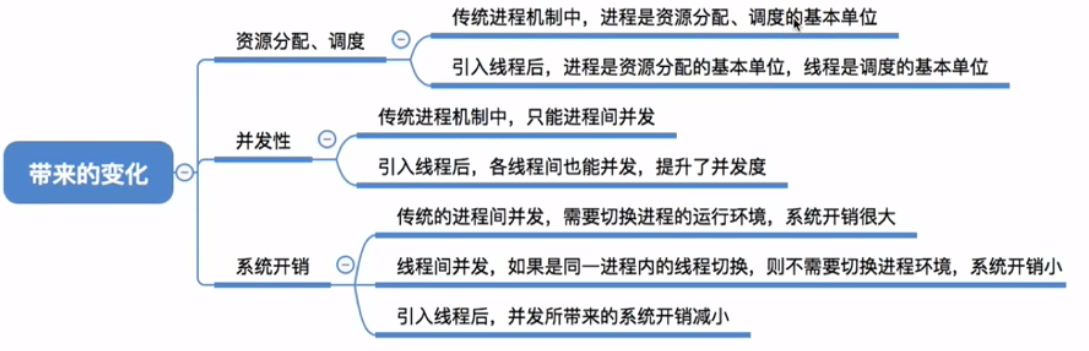 带来的变化
资源分配、调度
传统进程机制中，进程是资源分配、调度的基本单位
引入线程后，进程是资源分配的基本单位，线程是调度的基本单位
并发性
传统进程机制中，只能进程间并发
引入线程后，各线程间也能并发，提升了并发度
系统开销
传统的进程间并发，需要切换进程的运行环境，系统开销很大
线程间并发，如果是同一进程内的线程切换，则不需要切换进程环境，系统开销小
引入线程后，并发所带来的系统开销减小